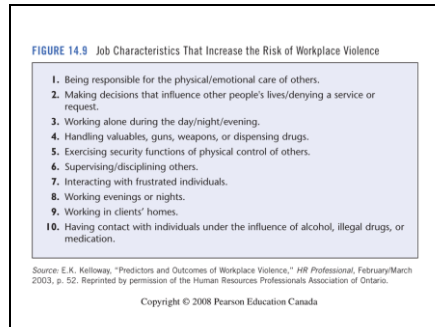 FIGURE 14.9 Job Characteristics That Increase the Risk of Workplace Violence
1. Being responsible for the physical/emotional care of others.
2. Making decisions that influence other people's lives/denying a service or
request.
3. Working alone during the day/night/evening.
4. Handling valuables, guns, weapons, or dispensing drugs.
5. Exercising security functions of physical control of others.
6. Supervising/disciplining others.
7. Interacting with frustrated individuals.
8. Working evenings or nights.
9. Working in clients' homes.
10. Having contact with individuals under the influence of alcohol, illegal drugs, or
medication.
Source: E.K. Kelloway, "Predictors and Outcomes of Workplace Violence," HR Professional, February/March
2003, p. 52. Reprinted by permission of the Human Resources Professionals Association of Ontario.
Copyright © 2008 Pearson Education Canada